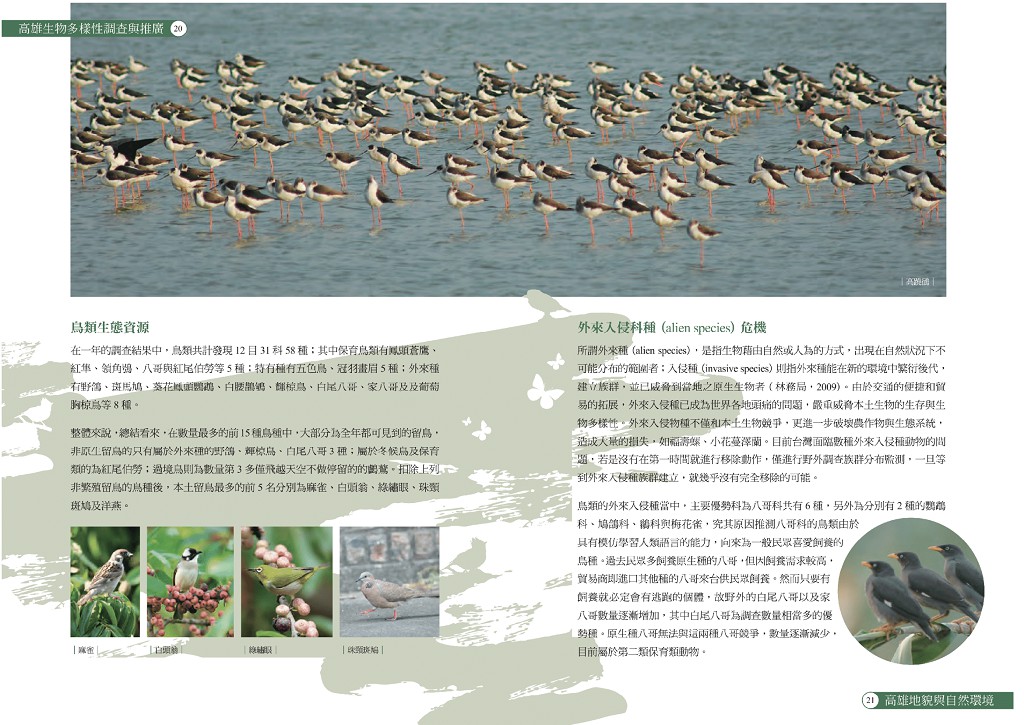 高雄生物多樣性調查與推廣 20
｜高蹺鴴｜
鳥類生態資源
在一年的調查結果中，鳥類共計發現 12 目 31 科 58 種；其中保育鳥類有鳳頭蒼鷹、
紅隼、領角鴞、八哥與紅尾伯勞等 5 種；特有種有五色鳥、冠羽畫眉 5 種；外來種
有野鴿、斑馬鳩、葵花鳳頭鸚鵡、白腰鵲鴝、輝椋鳥、白尾八哥、家八哥及及葡萄
胸椋鳥等 8 種。
整體來說，總結看來，在數量最多的前 15 種鳥種中，大部分為全年都可見到的留鳥，
非原生留鳥的只有屬於外來種的野鴿、輝椋鳥、白尾八哥 3 種；屬於冬候鳥及保育
類的為紅尾伯勞；過境鳥則為數量第 3 多僅飛越天空不做停留的的鸕鶿。扣除上列
非繁殖留鳥的鳥種後，本土留鳥最多的前 5 名分別為麻雀、白頭翁、綠繡眼、珠頸
斑鳩及洋燕。
｜麻雀｜
｜白頭翁｜
｜綠繡眼｜
｜珠頸斑鳩｜
外來入侵科種 (alien species) 危機
所謂外來種 (alien species)，是指生物藉由自然或人為的方式，出現在自然狀況下不
可能分布的範圍者；入侵種 (invasive species) 則指外來種能在新的環境中繁衍後代，
建立族群，並已威脅到當地之原生生物者（林務局，2009）。由於交通的便捷和貿
易的拓展，外來入侵種已成為世界各地頭痛的問題，嚴重威脅本土生物的生存與生
物多樣性。外來入侵物種不僅和本土生物競爭，更進一步破壞農作物與生態系統，
造成大量的損失，如福壽螺、小花蔓澤蘭。目前台灣面臨數種外來入侵種動物的問
題，若是沒有在第一時間就進行移動動作，僅進行野外調查族群分布監測，一旦等
到外來入侵種族群建立，就幾乎沒有完全移除的可能。
鳥類的外來入侵種當中，主要優勢科為八哥科共有 6 種，另外為分別有 2 種的鸚鵡
科、鳩鴿科、鶲科與梅花雀，究其原因推測八哥科的鳥類由於
具有模仿學習人類語言的能力，向來為一般民眾喜愛飼養的
鳥種。過去民眾多飼養原生種的八哥，但因飼養需求較高，
貿易商即進口其他種的八哥來台供民眾飼養。然而只要有
飼養就必定會有逃跑的個體，故野外的白尾八哥以及家
八哥數量逐漸增加，其中白尾八哥為調查數量相當多的優
勢種。原生種八哥無法與這兩種八哥競爭，數量逐漸減少，
目前屬於第二類保育類動物。
21 高雄地貌與自然環境